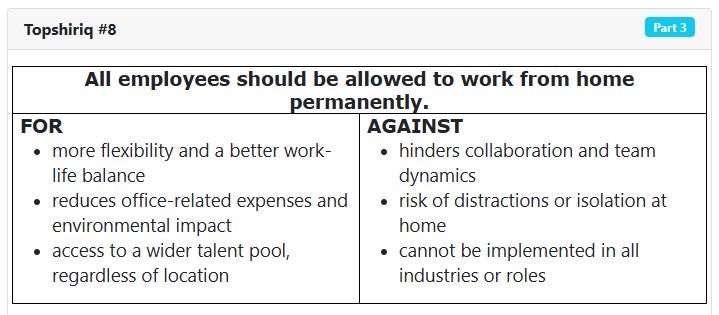 Topshiriq #8
Part 3
All employees should be allowed to work from home
permanently.
FOR
• more flexibility and a better work-
life balance
• reduces office-related expenses and
environmental impact
• access to a wider talent pool,
regardless of location
AGAINST
• hinders collaboration and team
dynamics
• risk of distractions or isolation at
home
• cannot be implemented in all
industries or roles